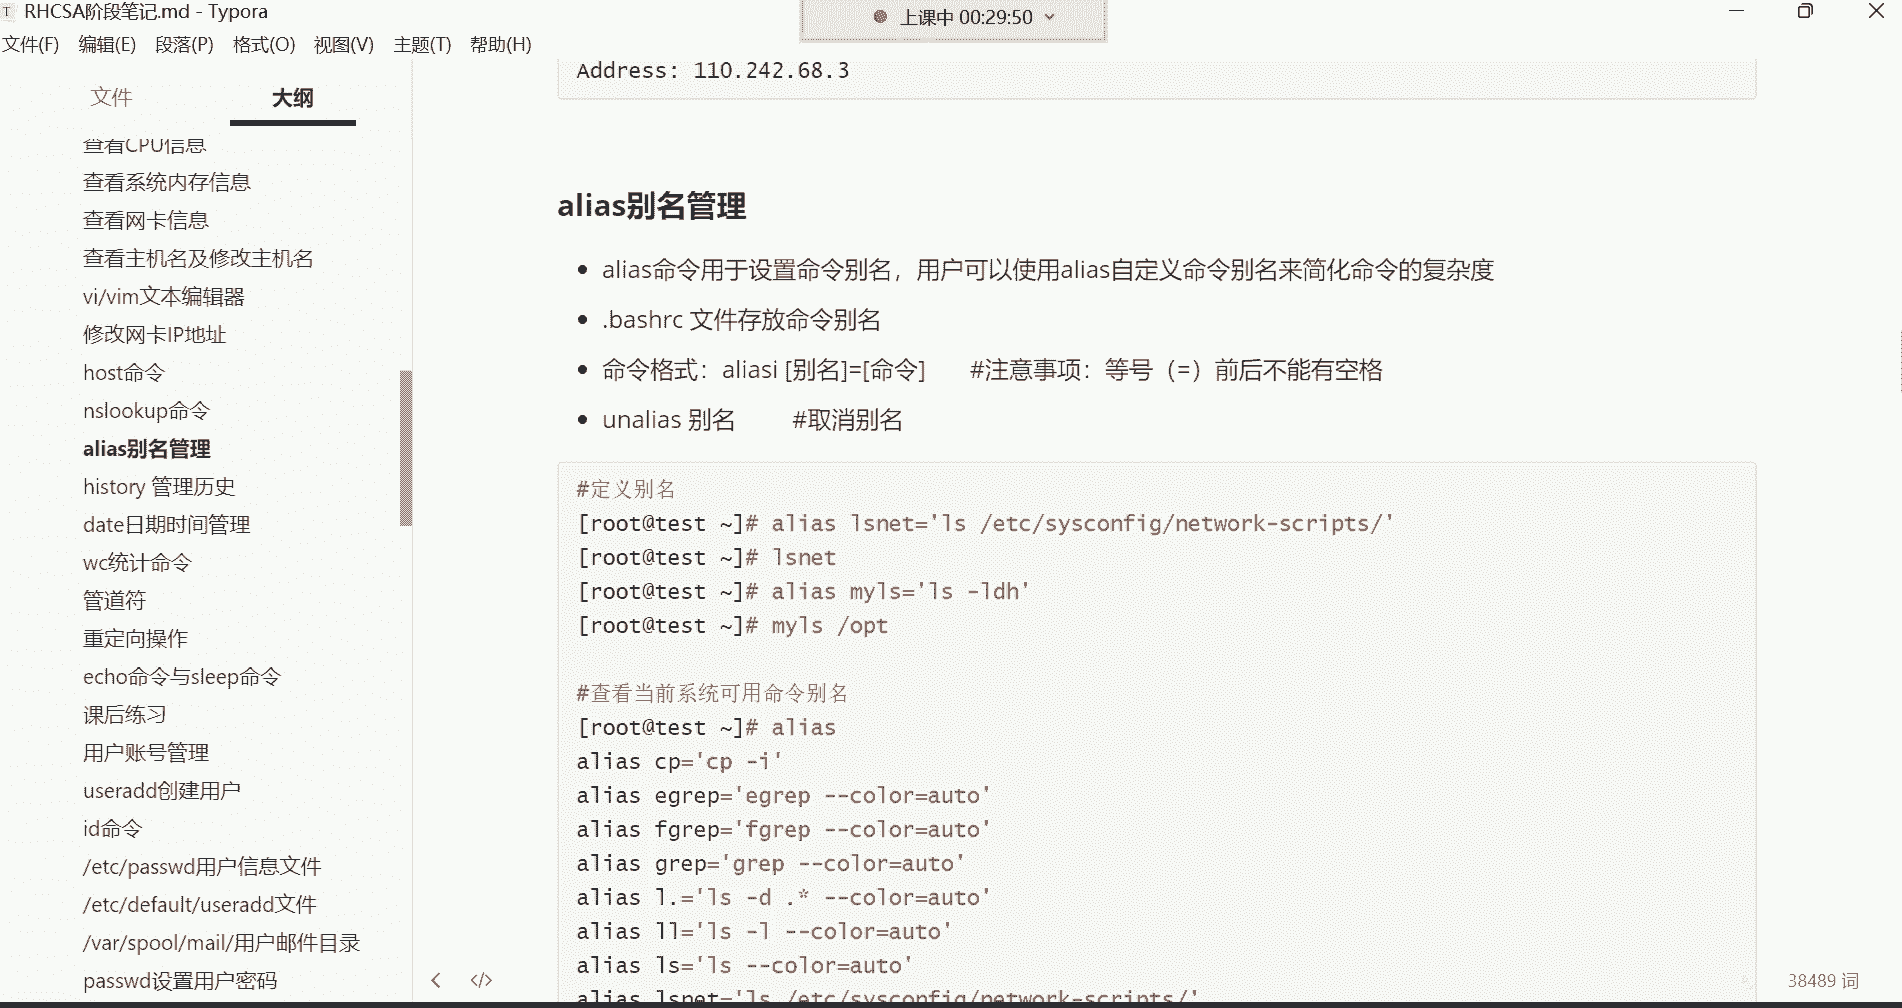 RHCSA阶段笔记.md - Typora
上课中 00:29:50
文件(F) 编辑(E) 段落(P) 格式(O) 视图(V) 主题(T) 帮助(H)
文件 大纲
查看CPU信息
查看系统内存信息
查看网卡信息
查看主机名及修改主机名
vi/vim文本编辑器
修改网卡IP地址
host命令
nslookup命令
alias别名管理
history 管理历史
date日期时间管理
wc统计命令
管道符
重定向操作
echo命令与sleep命令
课后练习
用户账号管理
useradd创建用户
id命令
/etc/passwd用户信息文件
/etc/default/useradd文件
/var/spool/mail/用户邮件目录
passwd设置用户密码
Address: 110.242.68.3
alias别名管理
alias命令用于设置命令别名，用户可以使用alias自定义命令别名来简化命令的复杂度
.bashrc 文件存放命令别名
命令格式：aliasi [别名]=[命令] #注意事项：等号（=）前后不能有空格
unalias 别名 #取消别名
#定义别名
[root@test ~]# alias lsnet='ls /etc/sysconfig/network-scripts/'
[root@test ~]# lsnet
[root@test ~]# alias myls='ls -ldh'
[root@test ~]# myls /opt
#查看当前系统可用命令别名
[root@test ~]# alias
alias cp='cp -i'
alias egrep='egrep --color=auto'
alias fgrep='fgrep --color=auto'
alias grep='grep --color=auto'
alias l.='ls -d .* --color=auto'
alias ll='ls -l --color=auto'
alias ls='ls --color=auto'
alias lsnet='ls /etc/sysconfig/network-scripts/'
38489 词